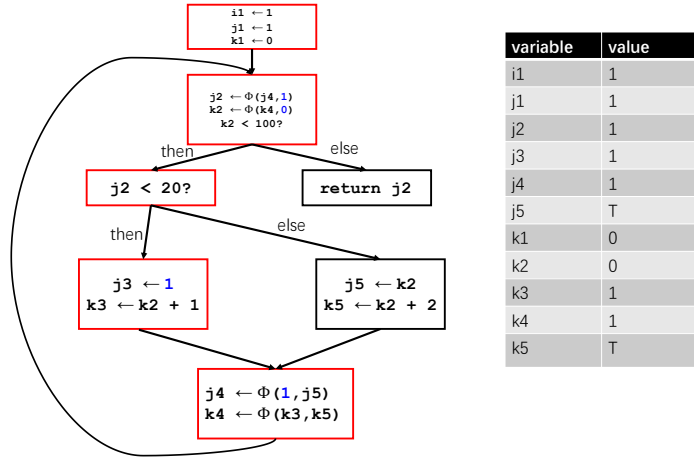 i1 ← 1
j1 ← 1
k1 ← 0
j2 ← Φ(j4,1)
k2 ← Φ(k4,0)
k2 < 100?
then
else
j2 < 20?
return j2
then
else
j3 ← 1
k3 ← k2 + 1
j5 ← k2
k5 ← k2 + 2
j4 ← Φ(1,j5)
k4 ← Φ(k3,k5)
variable value
i1 1
j1 1
j2 1
j3 1
j4 1
j5 T
k1 0
k2 0
k3 1
k4 1
k5 T